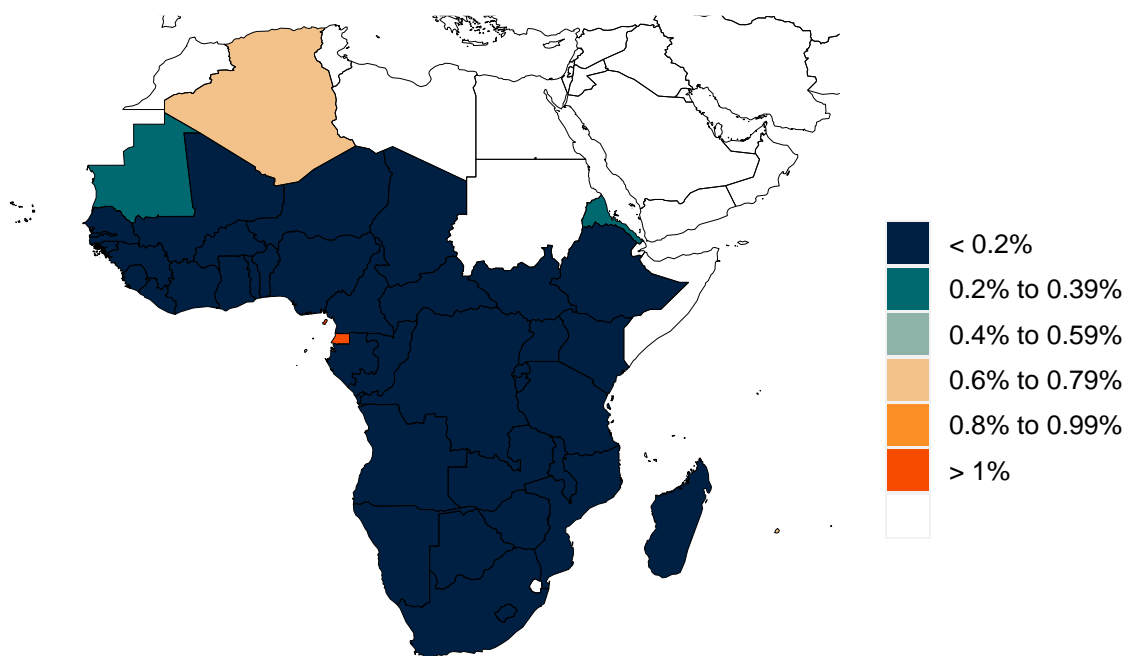 < 0.2%
0.2% to 0.39%
0.4% to 0.59%
0.6% to 0.79%
0.8% to 0.99%
> 1%